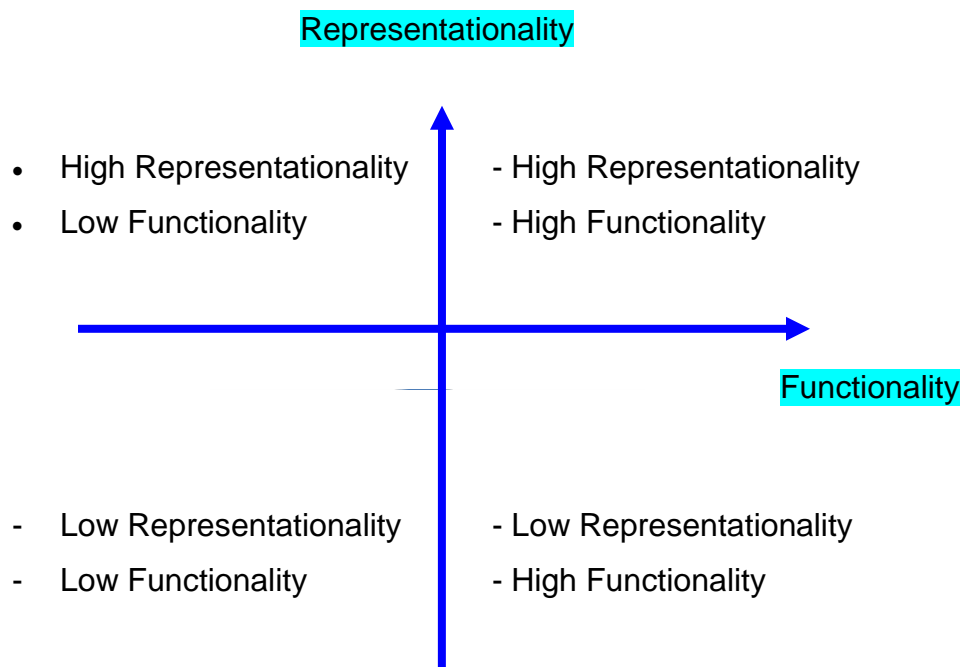 Representationality
• High Representationality - High Representationality
• Low Functionality - High Functionality
Functionality
- Low Representationality - Low Representationality
- Low Functionality - High Functionality